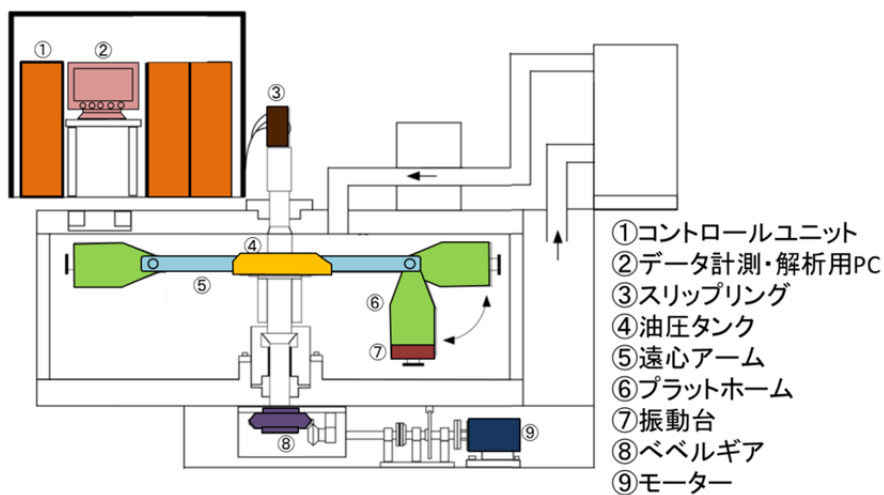 ①
②
③
④
⑤
⑥
⑦
⑧
⑨
①コントロールユニット
②データ計測・解析用PC
③スリップリング
④油圧タンク
⑤遠心アーム
⑥プラットホーム
⑦振動台
⑧ベベルギア
⑨モーター